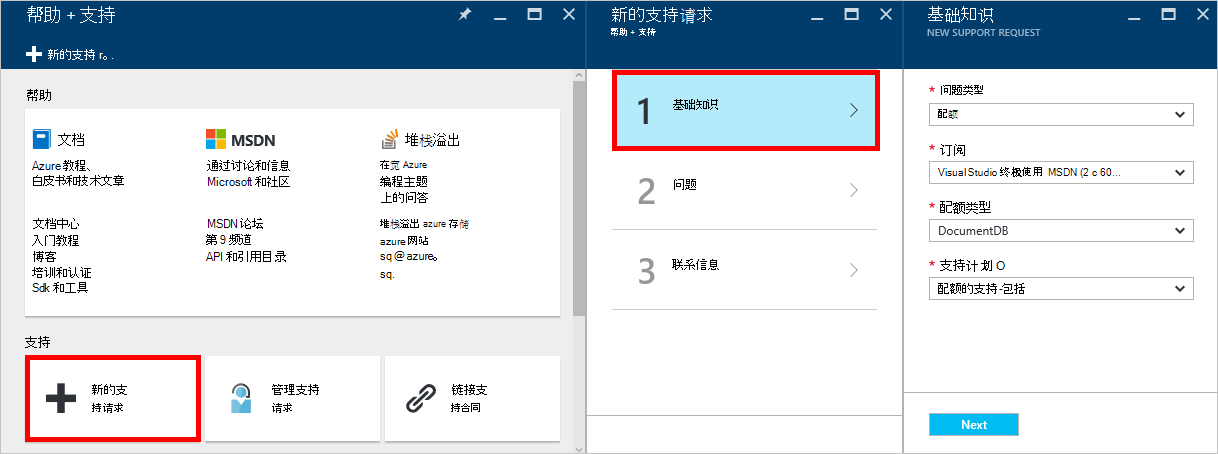 帮助 + 支持
新的支持 r。.
帮助
文档
Azure 教程、
白皮书和技术文章
文档中心
入门教程
博客
培训和认证
Sdk 和工具
MSDN
通过讨论和信息
Microsoft 和社区
MSDN 论坛
第 9 频道
API 和引用目录
堆栈溢出
在宽 Azure
编程主题
上的问答
堆栈溢出 azure 存储
azure 网站
sq @ azure。
sq.
支持
新的支
持请求
管理支持
请求
链接支
持合同
新的支持请求
帮助 + 支持
1
基础知识
2
问题
3
联系信息
基础知识
NEW SUPPORT REQUEST
* 问题类型
配额
* 订阅
Visual Studio 终极使用 MSDN (2 c 60...
* 配额类型
DocumentDB
* 支持计划 O
配额的支持-包括
Next